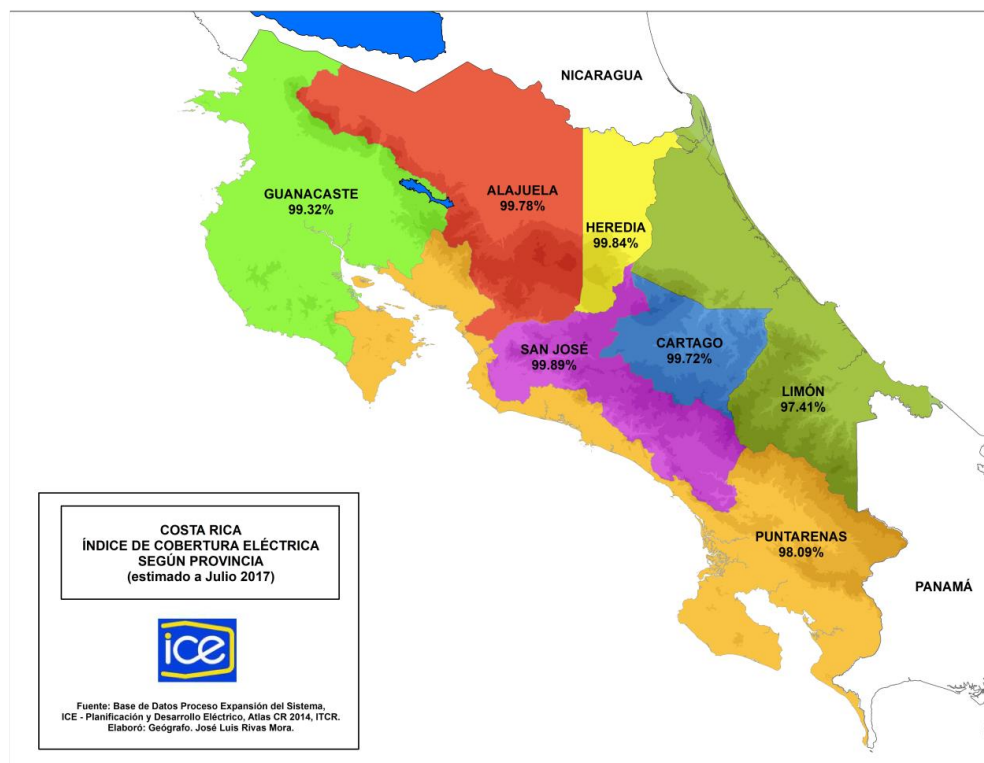 NICARAGUA
GUANACASTE
99.32%
ALAJUELA
99.78%
HEREDIA
99.84%
SAN JOSÉ
99.89%
CARTAGO
99.72%
LIMÓN
97.41%
PUNTARENAS
98.09%
PANAMÁ
COSTA RICA
ÍNDICE DE COBERTURA ELÉCTRICA
SEGÚN PROVINCIA
(estimado a Julio 2017)
ice
Fuente: Base de Datos Proceso Expansión del Sistema,
ICE - Planificación y Desarrollo Eléctrico, Atlas CR 2014, ITCR.
Elaboró: Geógrafo. José Luis Rivas Mora.